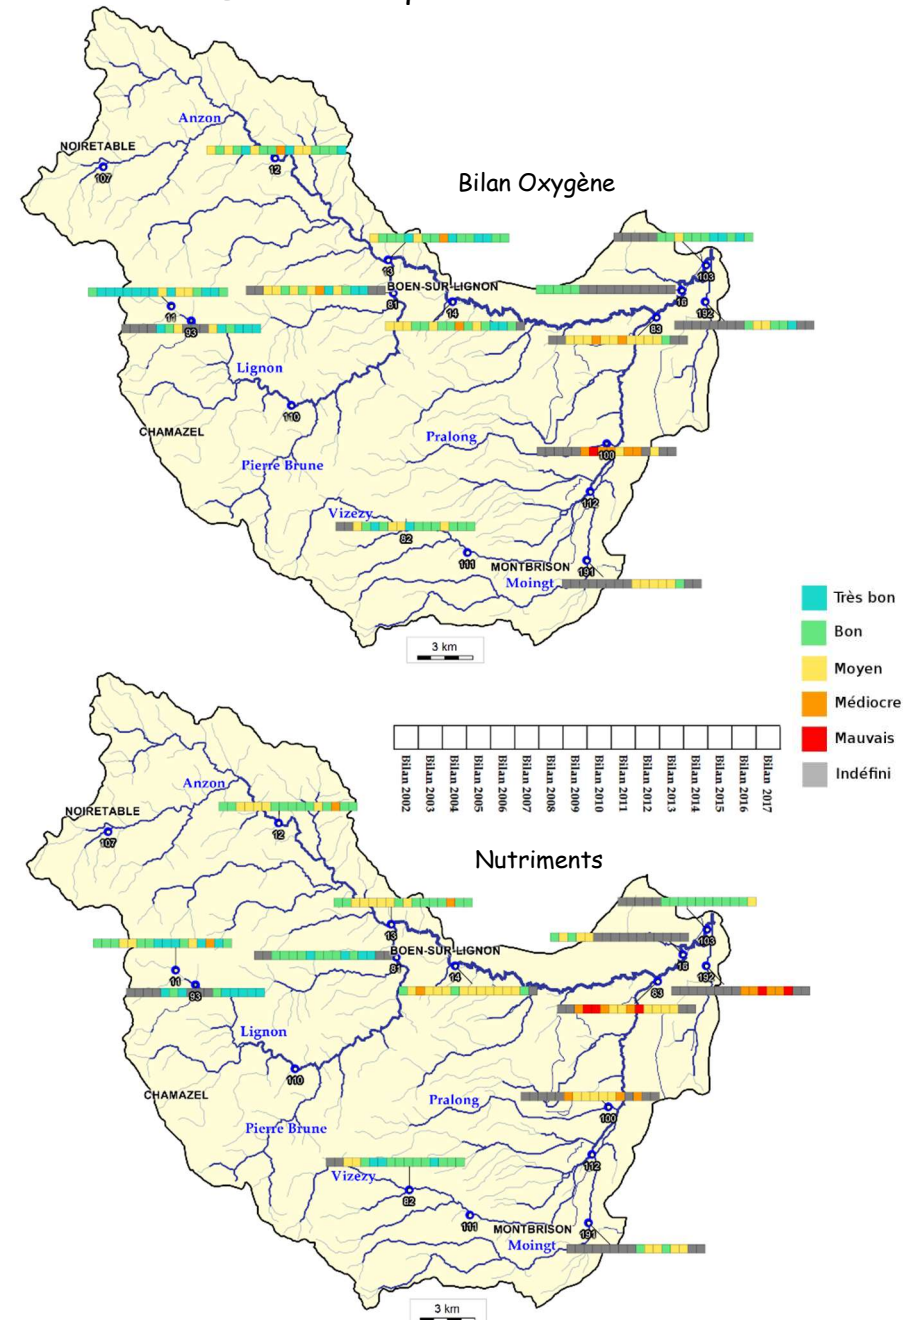 Anzon
NOIRETABLE
107
12
Bilan Oxygène
13
BOEN-SUR-LIGNON
81
14
103
16
192
83
11
93
Lignon
110
CHAMAZEL
Pralong
100
Pierre Brune
112
Vizezy
82
111
MONTBRISON
191
Moingt
3 km
Très bon
Bon
Moyen
Médiocre
Mauvais
Indéfini
Bilan 2002
Bilan 2003
Bilan 2004
Bilan 2005
Bilan 2006
Bilan 2007
Bilan 2008
Bilan 2009
Bilan 2010
Bilan 2011
Bilan 2012
Bilan 2013
Bilan 2014
Bilan 2015
Bilan 2016
Bilan 2017
Nutriments
Anzon
NOIRETABLE
107
12
13
BOEN-SUR-LIGNON
81
14
103
16
192
83
11
93
Lignon
110
CHAMAZEL
Pralong
100
Pierre Brune
112
Vizezy
82
111
MONTBRISON
191
Moingt
3 km